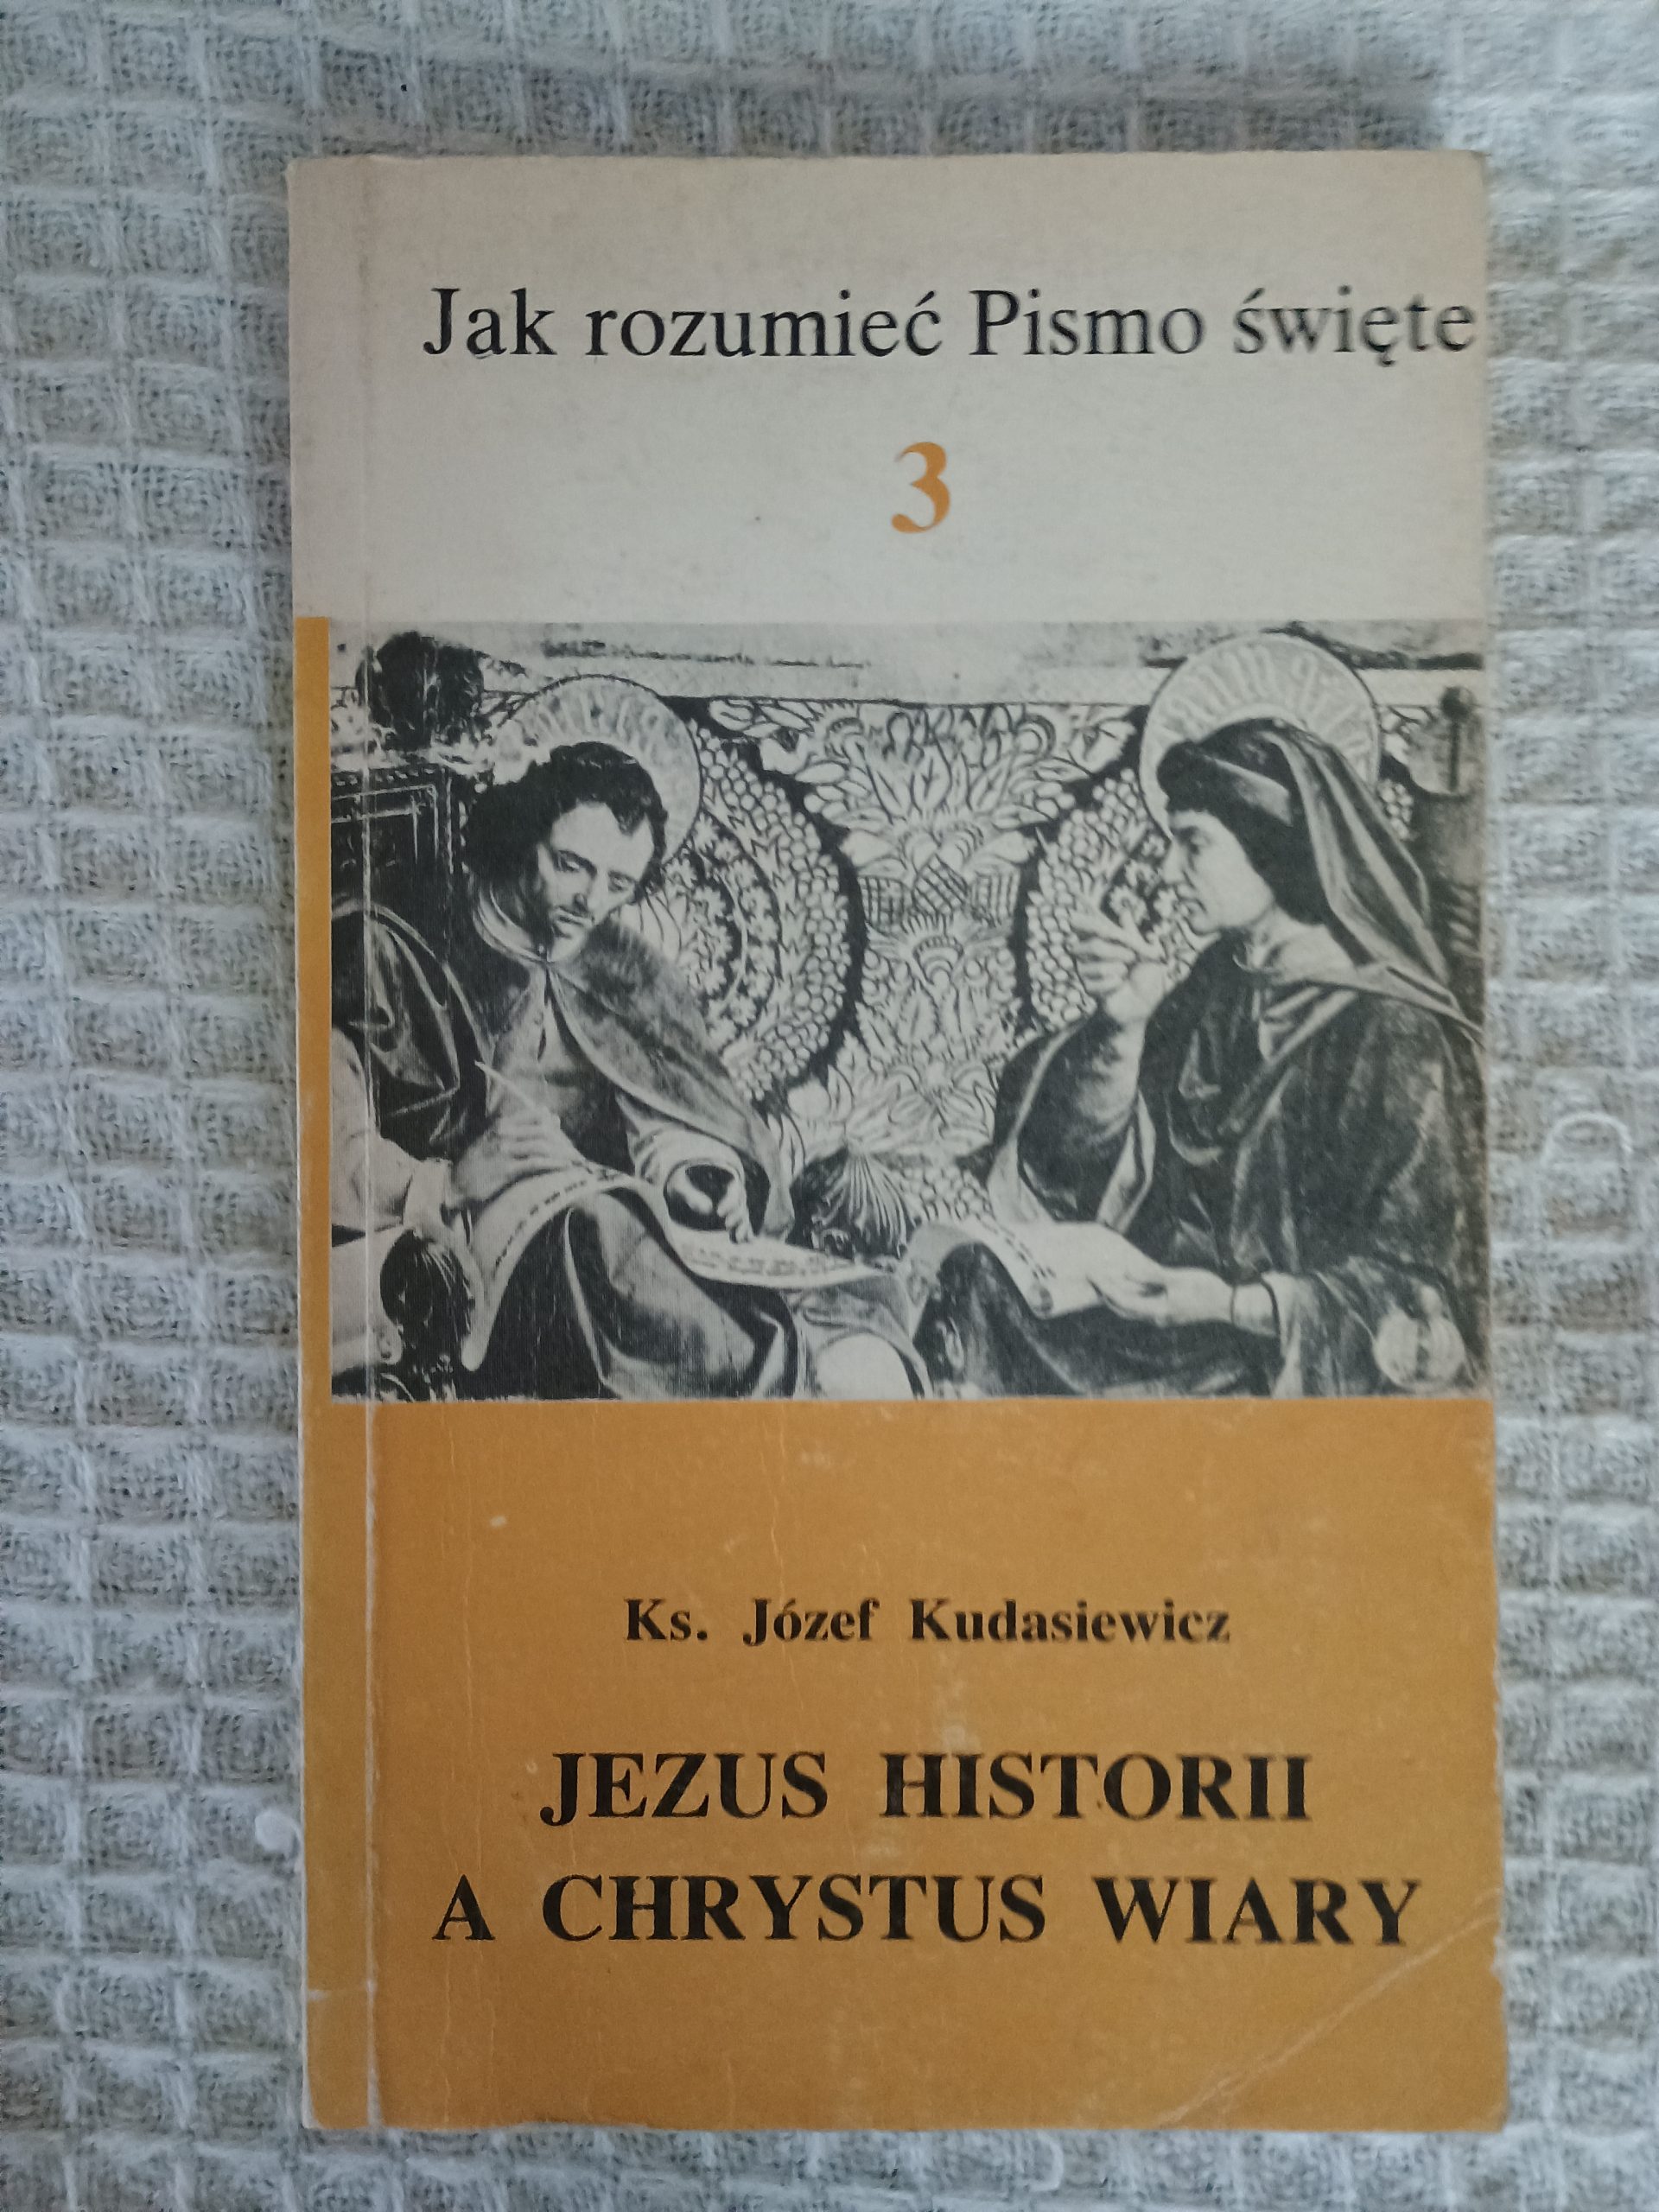 Jak rozumieć Pismo święte
3
Ks. Józef Kudasiewicz
JEZUS HISTORII
A CHRYSTUS WIARY